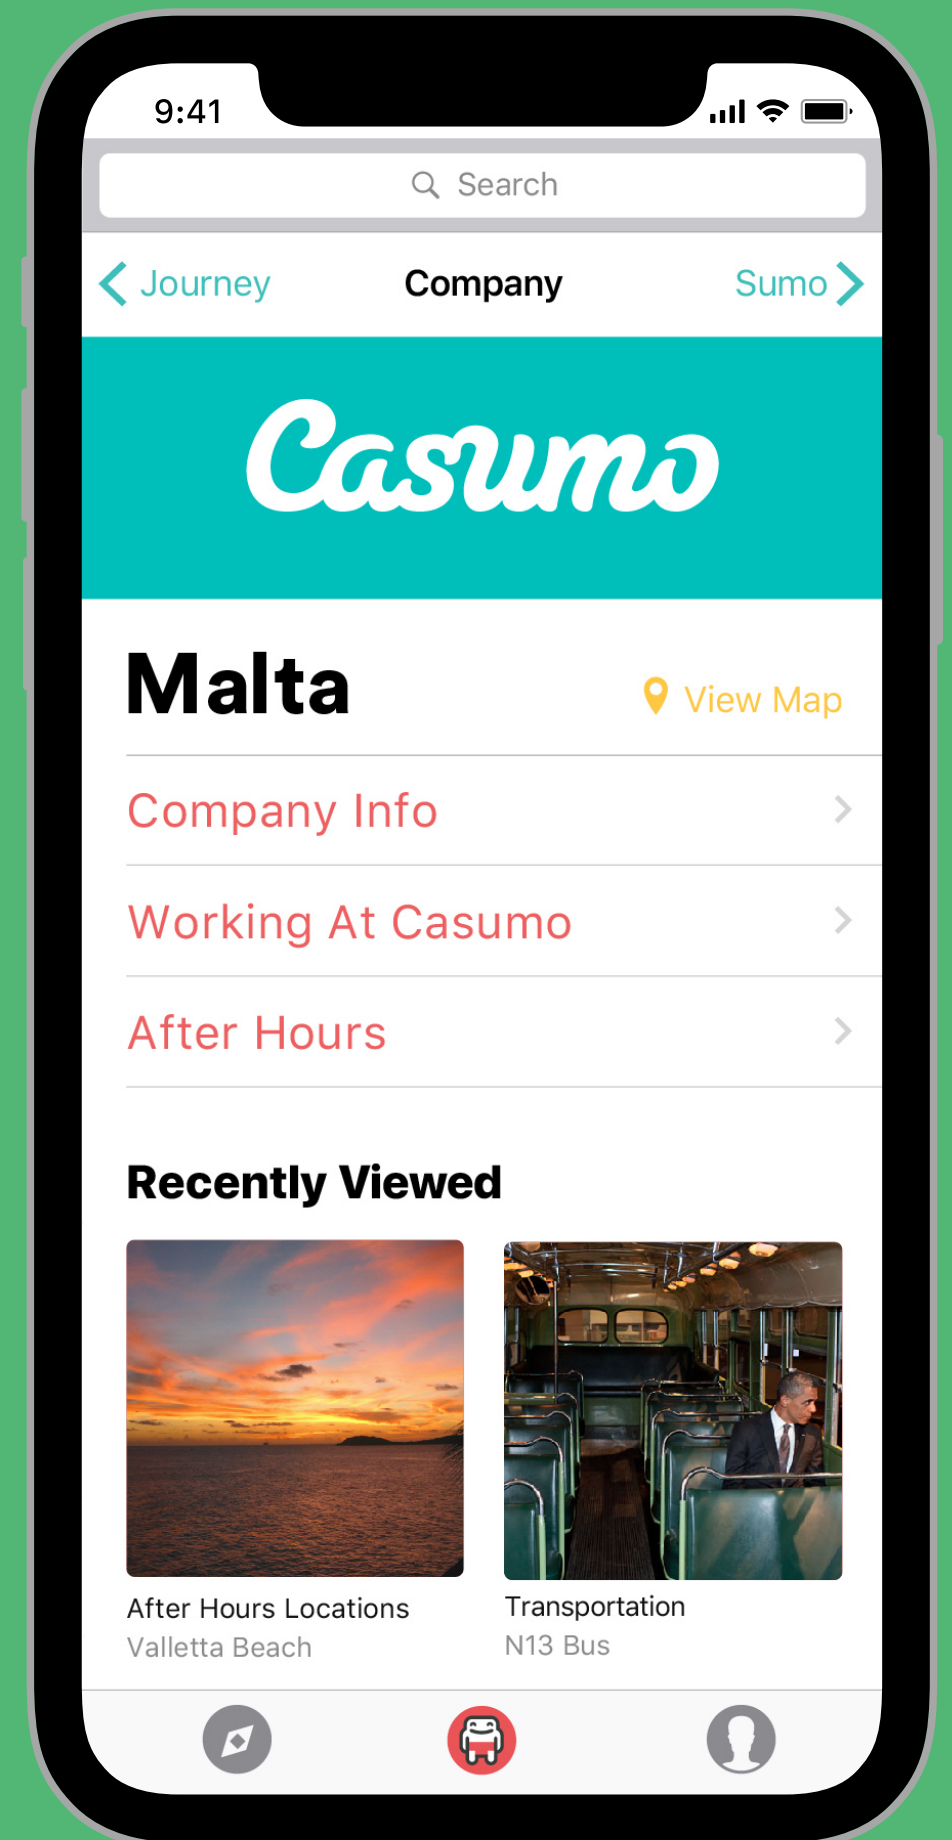 9:41
Search
Journey Company Sumo
Casumo
Malta
View Map
Company Info
Working At Casumo
After Hours
Recently Viewed
After Hours Locations
Valletta Beach
Transportation
N13 Bus